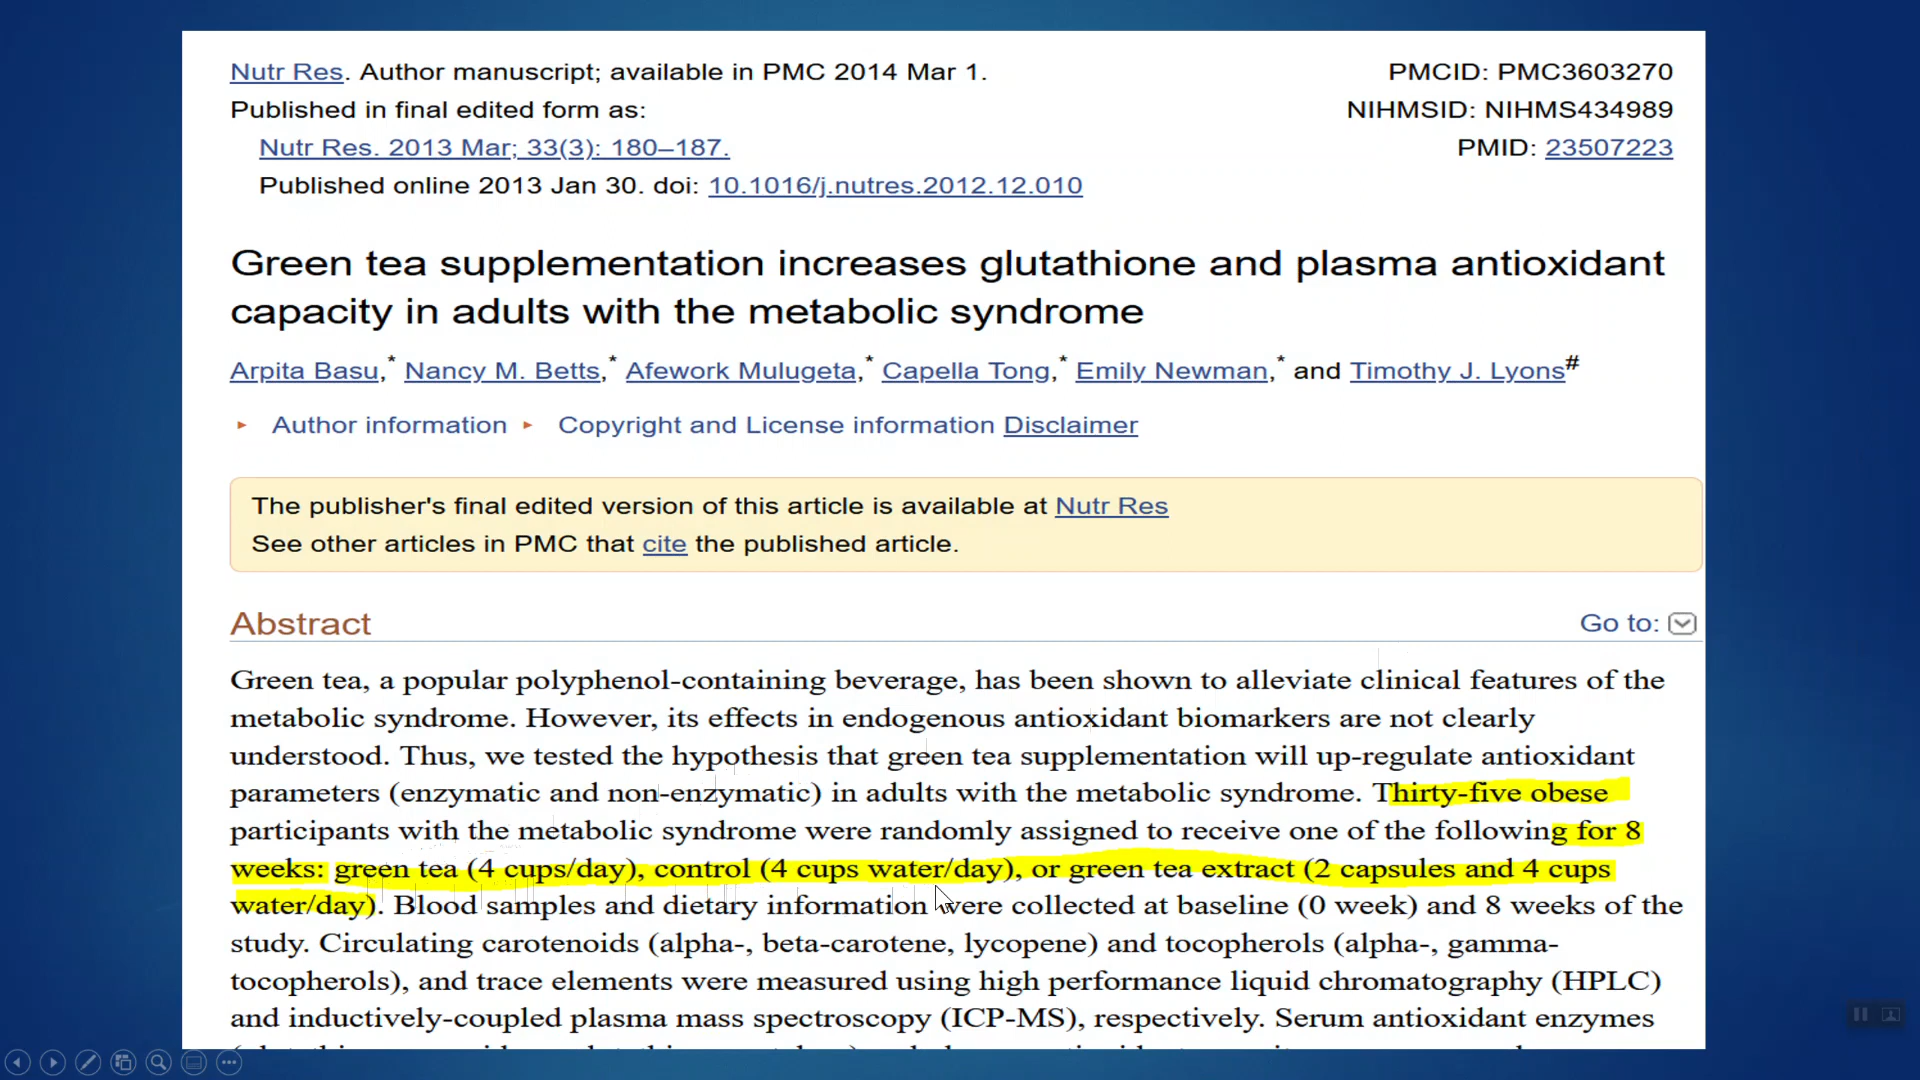 Nutr Res. Author manuscript; available in PMC 2014 Mar 1.
Published in final edited form as:
Nutr Res. 2013 Mar; 33(3): 180–187.
Published online 2013 Jan 30. doi: 10.1016/j.nutres.2012.12.010
PMCID: PMC3603270
NIHMSID: NIHMS434989
PMID: 23507223
Green tea supplementation increases glutathione and plasma antioxidant
capacity in adults with the metabolic syndrome
Arpita Basu,* Nancy M. Betts,* Afework Mulugeta,* Capella Tong,* Emily Newman,* and Timothy J. Lyons#
Author information Copyright and License information Disclaimer
The publisher's final edited version of this article is available at Nutr Res
See other articles in PMC that cite the published article.
Abstract
Go to:
Green tea, a popular polyphenol-containing beverage, has been shown to alleviate clinical features of the
metabolic syndrome. However, its effects in endogenous antioxidant biomarkers are not clearly
understood. Thus, we tested the hypothesis that green tea supplementation will up-regulate antioxidant
parameters (enzymatic and non-enzymatic) in adults with the metabolic syndrome. Thirty-five obese
participants with the metabolic syndrome were randomly assigned to receive one of the following for 8
weeks: green tea (4 cups/day), control (4 cups water/day), or green tea extract (2 capsules and 4 cups
water/day). Blood samples and dietary information were collected at baseline (0 week) and 8 weeks of the
study. Circulating carotenoids (alpha-, beta-carotene, lycopene) and tocopherols (alpha-, gamma-
tocopherols), and trace elements were measured using high performance liquid chromatography (HPLC)
and inductively-coupled plasma mass spectroscopy (ICP-MS), respectively. Serum antioxidant enzymes